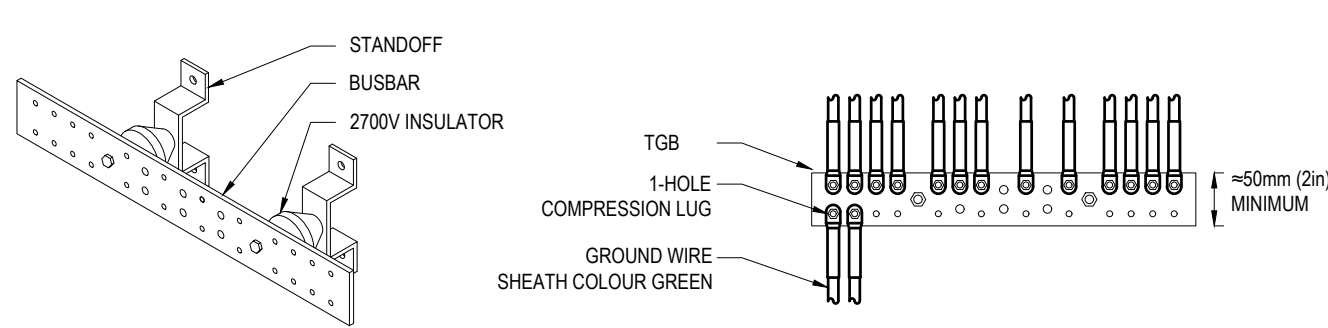 STANDOFF
BUSBAR
2700V INSULATOR
TGB
1-HOLE
COMPRESSION LUG
GROUND WIRE
SHEATH COLOUR GREEN
≈50mm (2in)
MINIMUM